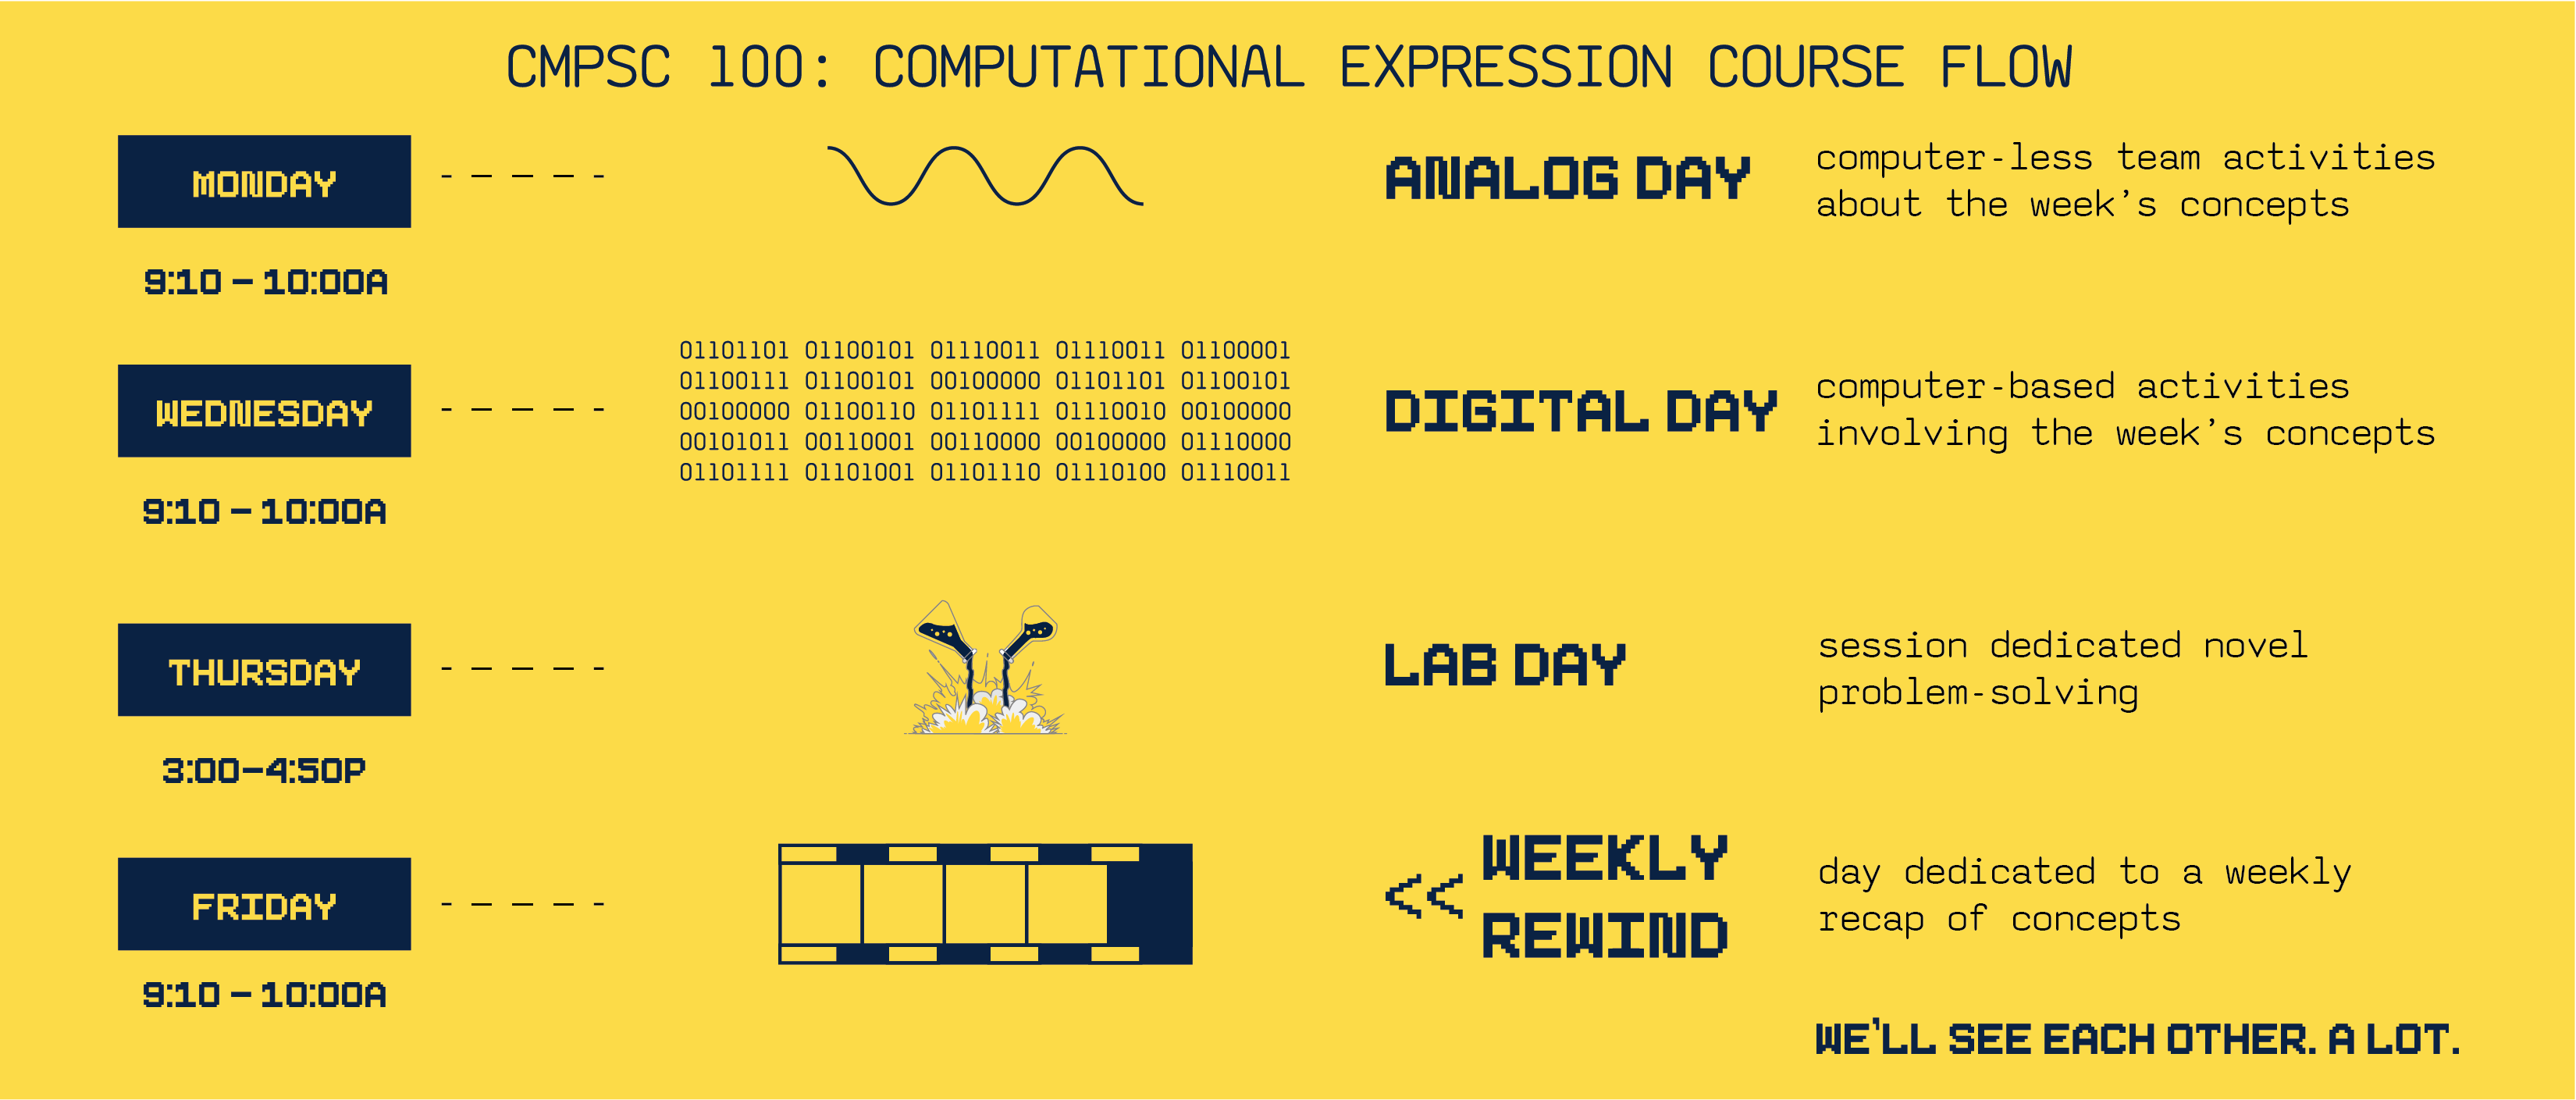 CMPSC 100: COMPUTATIONAL EXPRESSION COURSE FLOW
MONDAY
9:10 – 10:00A
ANALOG DAY
computer-less team activities
about the week’s concepts
WEDNESDAY
9:10 – 10:00A
01101101 01100101 01110011 01110011 01100001
01100111 01100101 00100000 01101101 01100101
00100000 01100110 01101111 01110010 00100000
00101011 00110001 00110000 00100000 01110000
01101111 01101001 01101110 01110100 01110011
DIGITAL DAY
computer-based activities
involving the week’s concepts
THURSDAY
3:00–4:50P
LAB DAY
session dedicated novel
problem-solving
FRIDAY
9:10 – 10:00A
<< WEEKLY
REWIND
day dedicated to a weekly
recap of concepts
WE'LL SEE EACH OTHER. A LOT.